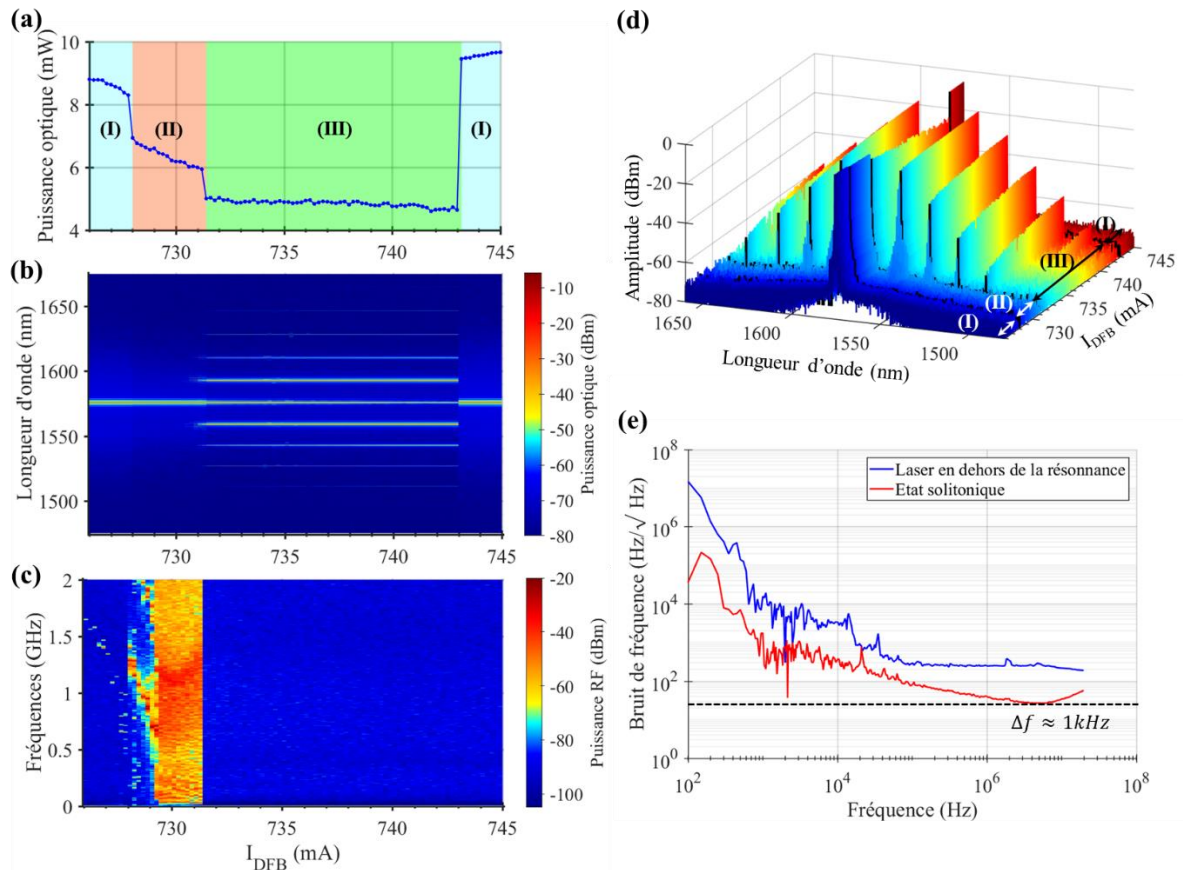 (a)
10
8
6
4
Puissance optique (mW)
(I)
(II)
(III)
(I)
730
735
740
745
(b)
1650
1600
1550
1500
Longueur d'onde (nm)
730
735
740
745
-10
-20
-30
-40
-50
-60
-70
-80
Puissance optique (dBm)
(c)
2
1.5
1
0.5
0
Fréquences (GHz)
730
735
740
745
I_DFB (mA)
-20
-40
-60
-80
-100
Puissance RF (dBm)
(d)
0
-20
-40
-60
-80
Amplitude (dBm)
1650
1600
1550
1500
Longueur d’onde (nm)
730
735
740
745
I_DFB (mA)
(I)
(II)
(III)
(I)
(e)
10^8
10^6
10^4
10^2
10^0
Bruit de fréquence (Hz/√ Hz)
Laser en dehors de la résonnance
Etat solitonique
Δf ≈ 1kHz
10^2
10^4
10^6
10^8
Fréquence (Hz)